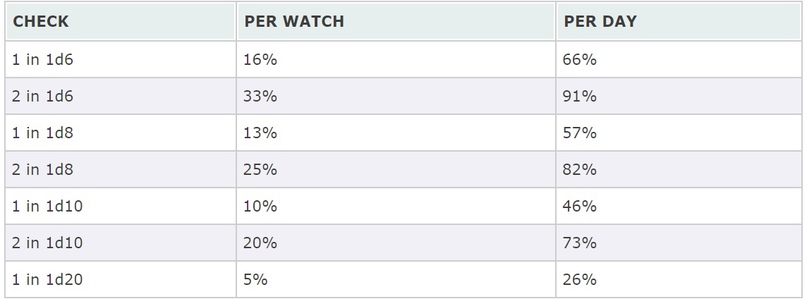 CHECK PER WATCH PER DAY
1 in 1d6 16% 66%
2 in 1d6 33% 91%
1 in 1d8 13% 57%
2 in 1d8 25% 82%
1 in 1d10 10% 46%
2 in 1d10 20% 73%
1 in 1d20 5% 26%